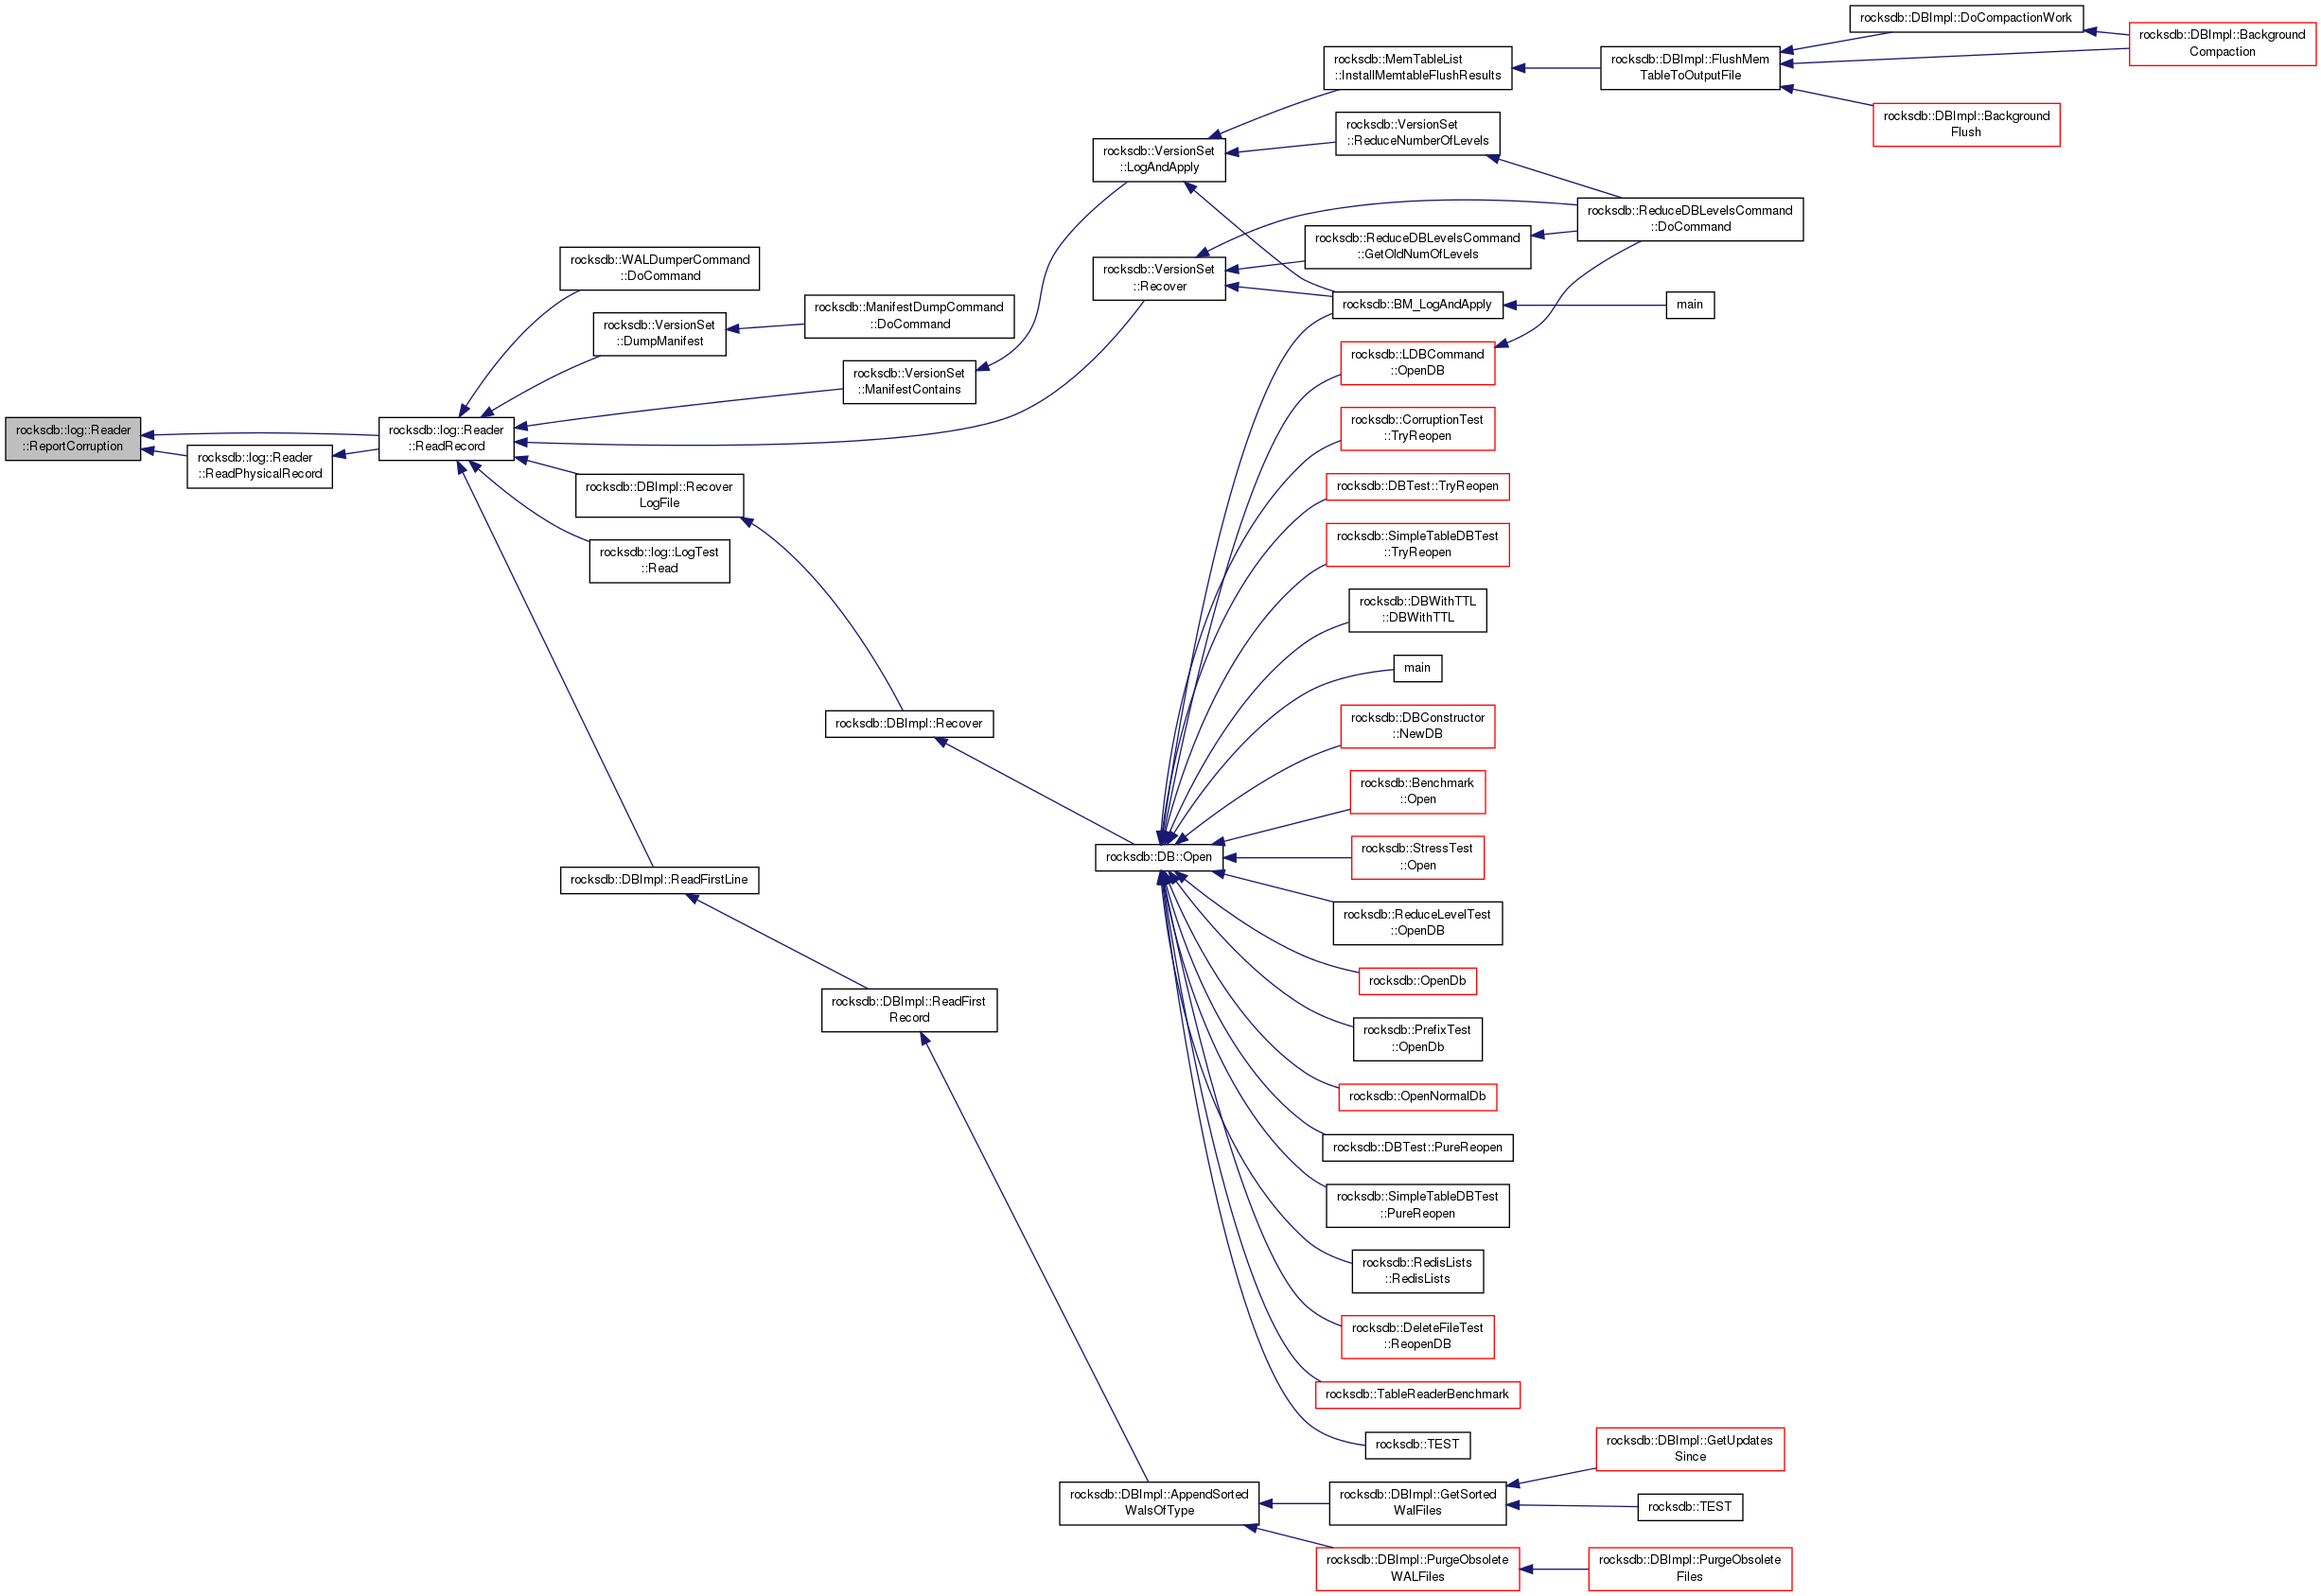 rocksdb::log::Reader
::ReportCorruption
rocksdb::log::Reader
::ReadPhysicalRecord
rocksdb::log::Reader
::ReadRecord
rocksdb::WALDumperCommand
::DoCommand
rocksdb::VersionSet
::DumpManifest
rocksdb::ManifestDumpCommand
::DoCommand
rocksdb::VersionSet
::ManifestContains
rocksdb::DBImpl::Recover
LogFile
rocksdb::log::LogTest
::Read
rocksdb::DBImpl::Recover
rocksdb::DBImpl::ReadFirstLine
rocksdb::DBImpl::ReadFirst
Record
rocksdb::VersionSet
::LogAndApply
rocksdb::VersionSet
::Recover
rocksdb::DB::Open
rocksdb::DBImpl::AppendSorted
WalsOfType
rocksdb::MemTableList
::InstallMemtableFlushResults
rocksdb::VersionSet
::ReduceNumberOfLevels
rocksdb::ReduceDBLevelsCommand
::GetOldNumOfLevels
rocksdb::BM_LogAndApply
rocksdb::LDBCommand
::OpenDB
rocksdb::CorruptionTest
::TryReopen
rocksdb::DBTest::TryReopen
rocksdb::SimpleTableDBTest
::TryReopen
rocksdb::DBWithTTL
::DBWithTTL
main
rocksdb::DBConstructor
::NewDB
rocksdb::Benchmark
::Open
rocksdb::StressTest
::Open
rocksdb::ReduceLevelTest
::OpenDB
rocksdb::OpenDb
rocksdb::PrefixTest
::OpenDb
rocksdb::OpenNormalDb
rocksdb::DBTest::PureReopen
rocksdb::SimpleTableDBTest
::PureReopen
rocksdb::RedisLists
::RedisLists
rocksdb::DeleteFileTest
::ReopenDB
rocksdb::TableReaderBenchmark
rocksdb::TEST
rocksdb::DBImpl::GetSorted
WalFiles
rocksdb::DBImpl::PurgeObsolete
WALFiles
rocksdb::DBImpl::FlushMem
TableToOutputFile
rocksdb::ReduceDBLevelsCommand
::DoCommand
main
rocksdb::DBImpl::GetUpdates
Since
rocksdb::TEST
rocksdb::DBImpl::PurgeObsolete
Files
rocksdb::DBImpl::DoCompactionWork
rocksdb::DBImpl::Background
Flush
rocksdb::DBImpl::Background
Compaction